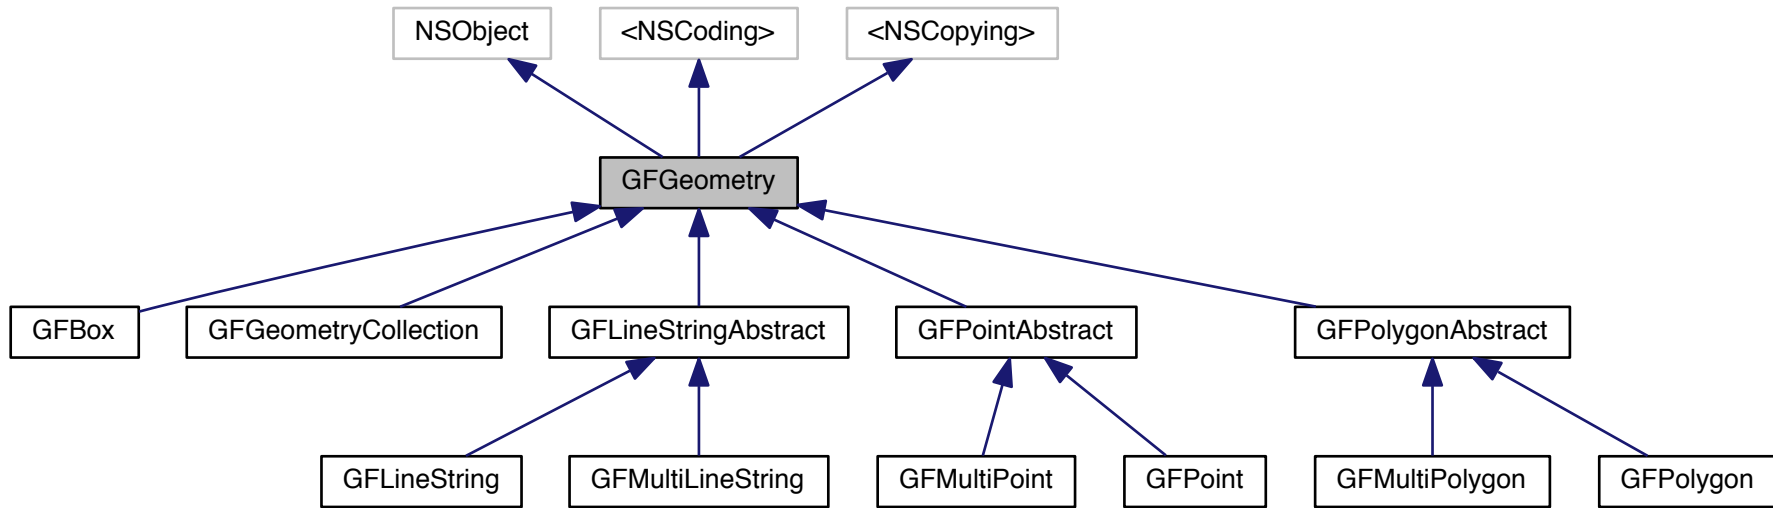 NSObject
<NSCoding>
<NSCopying>
GFGeometry
GFBox
GFGeometryCollection
GFLineStringAbstract
GFPointAbstract
GFPolygonAbstract
GFLineString
GFMultiLineString
GFMultiPoint
GFPoint
GFMultiPolygon
GFPolygon